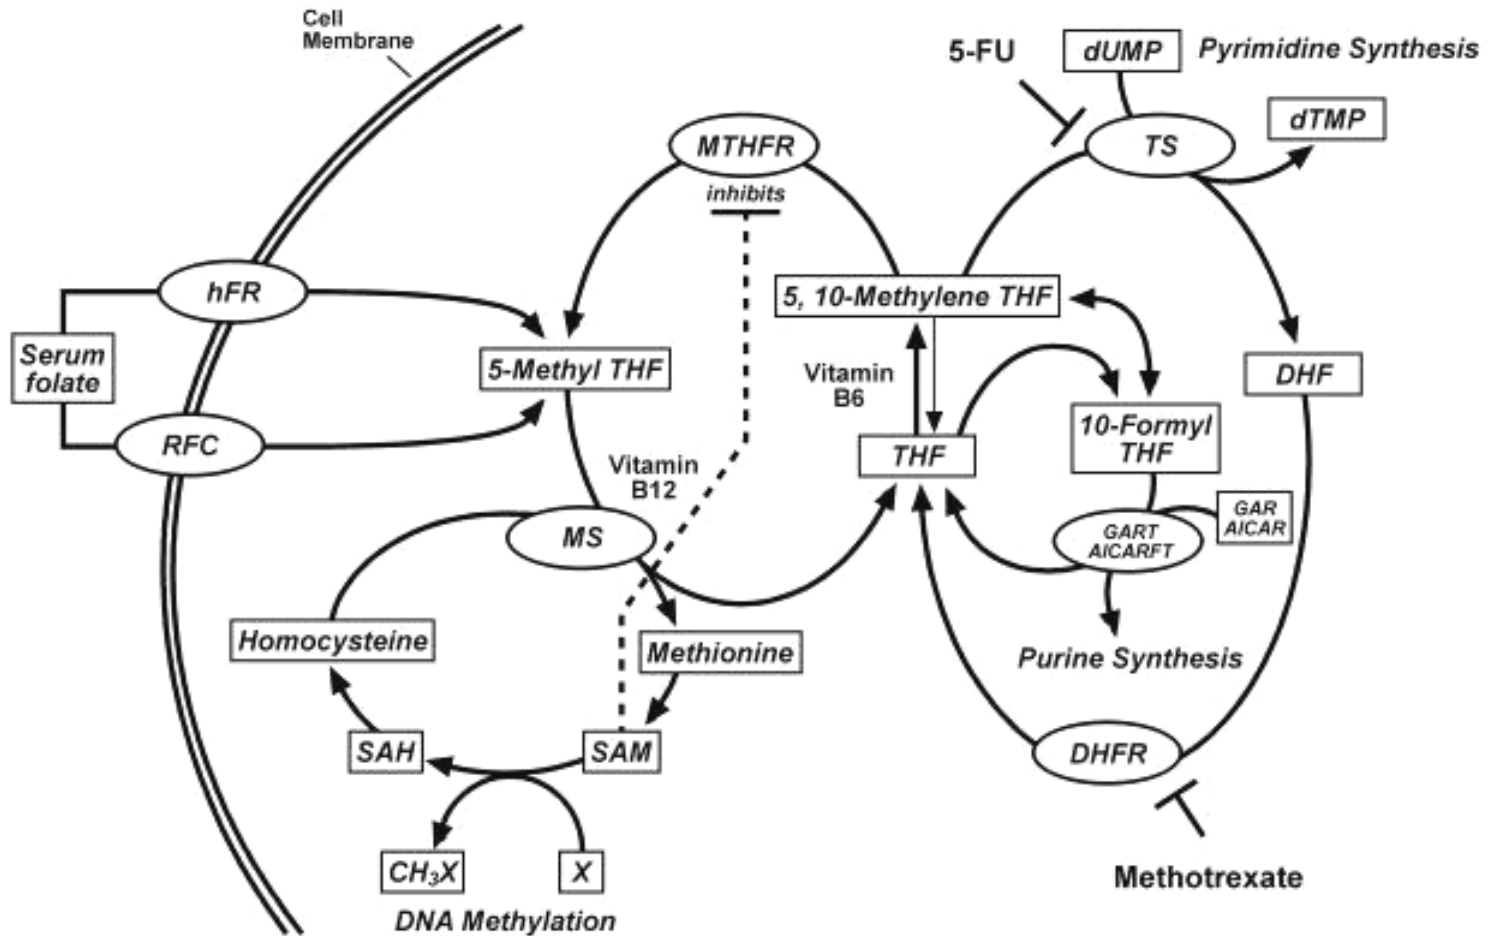 Cell
Membrane
5-FU
dUMP
Pyrimidine Synthesis
dTMP
TS
MTHFR
inhibits
hFR
5, 10-Methylene THF
Serum
folate
5-Methyl THF
Vitamin
B6
DHF
RFC
THF
10-Formyl
THF
Vitamin
B12
GAR
AICAR
MS
GART
AICARFT
Homocysteine
Methionine
Purine Synthesis
SAH
SAM
DHFR
CH₃X
X
Methotrexate
DNA Methylation